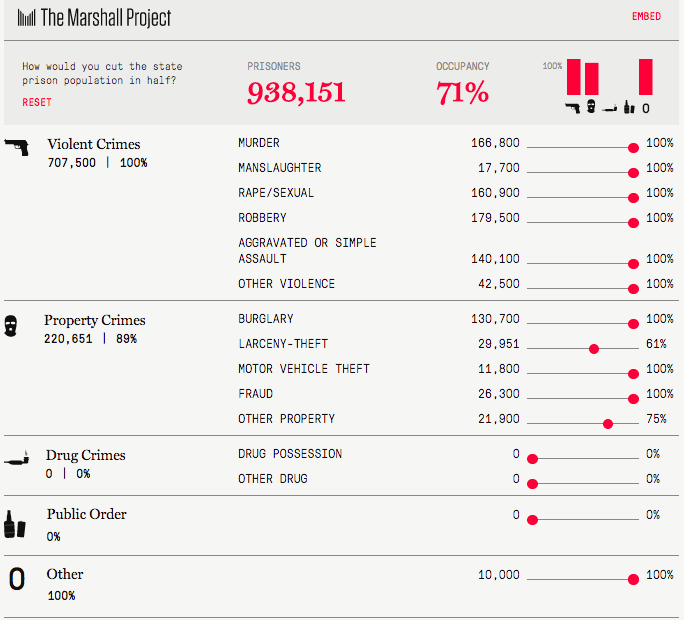 The Marshall Project
EMBED
How would you cut the state
prison population in half?
RESET
PRISONERS
938,151
OCCUPANCY
71%
100%
0
Violent Crimes
707,500 | 100%
MURDER 166,800 100%
MANSLAUGHTER 17,700 100%
RAPE/SEXUAL 160,900 100%
ROBBERY 179,500 100%
AGGRAVATED OR SIMPLE
ASSAULT 140,100 100%
OTHER VIOLENCE 42,500 100%
Property Crimes
220,651 | 89%
BURGLARY 130,700 100%
LARCENY-THEFT 29,951 61%
MOTOR VEHICLE THEFT 11,800 100%
FRAUD 26,300 100%
OTHER PROPERTY 21,900 75%
Drug Crimes
0 | 0%
DRUG POSSESSION 0 0%
OTHER DRUG 0 0%
Public Order
0%
0 0%
0 Other
100%
10,000 100%